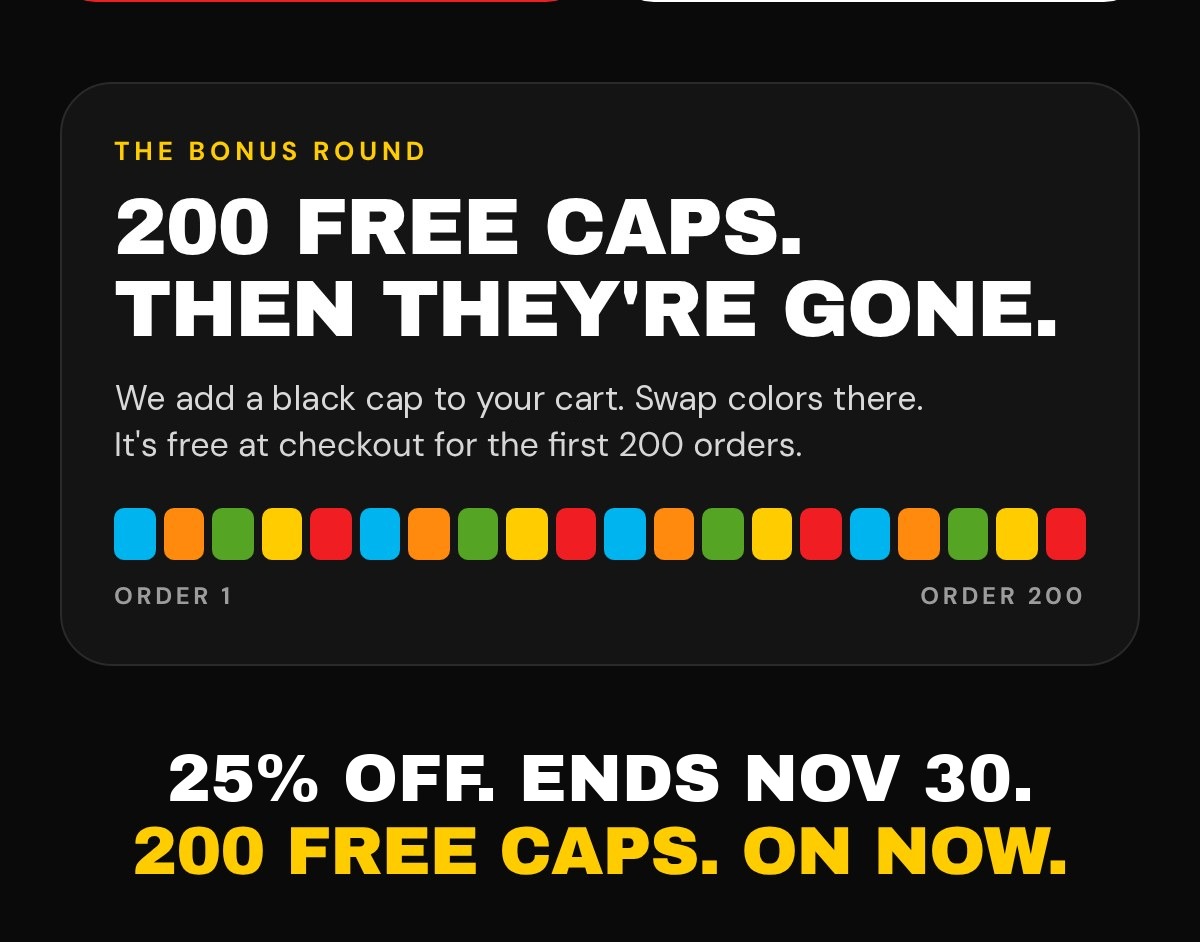 THE BONUS ROUND
200 FREE CAPS.
THEN THEY'RE GONE.
We add a black cap to your cart. Swap colors there.
It's free at checkout for the first 200 orders.
ORDER 1
ORDER 200
25% OFF. ENDS NOV 30.
200 FREE CAPS. ON NOW.